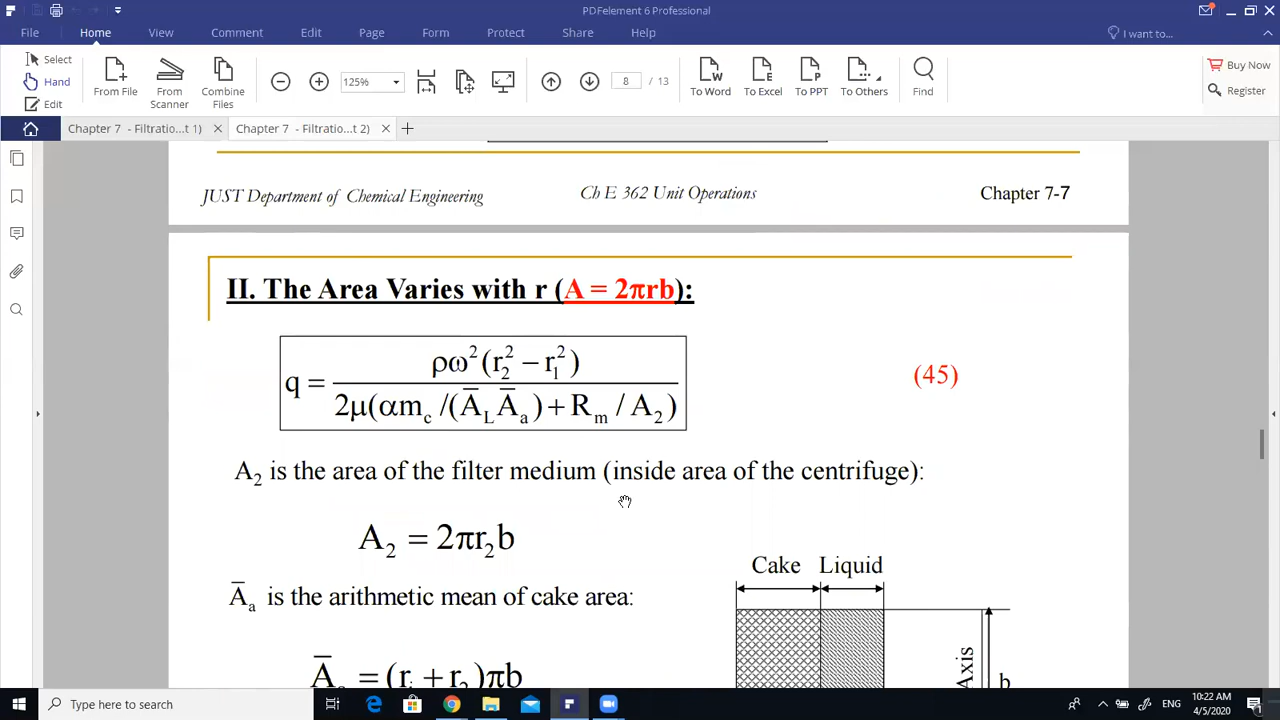 PDFelement 6 Professional
File Home View Comment Edit Page Form Protect Share Help I want to...
Select
Hand
Edit
From File
From Scanner
Combine Files
125%
8 / 13
To Word
To Excel
To PPT
To Others
Find
Buy Now
Register
Chapter 7 - Filtratio...t 1) × Chapter 7 - Filtratio...t 2) × +
JUST Department of Chemical Engineering Ch E 362 Unit Operations Chapter 7-7
II. The Area Varies with r (A = 2πrb):
q = ρω²(r₂² − r₁²) / 2μ(αm_c /(A̅_L A̅_a) + R_m / A₂) (45)
A₂ is the area of the filter medium (inside area of the centrifuge):
A₂ = 2πr₂b
Cake Liquid
A̅ₐ is the arithmetic mean of cake area:
A̅ₐ = (rᵢ + r₂)πb
Axis
b
Type here to search
ENG
10:22 AM
4/5/2020